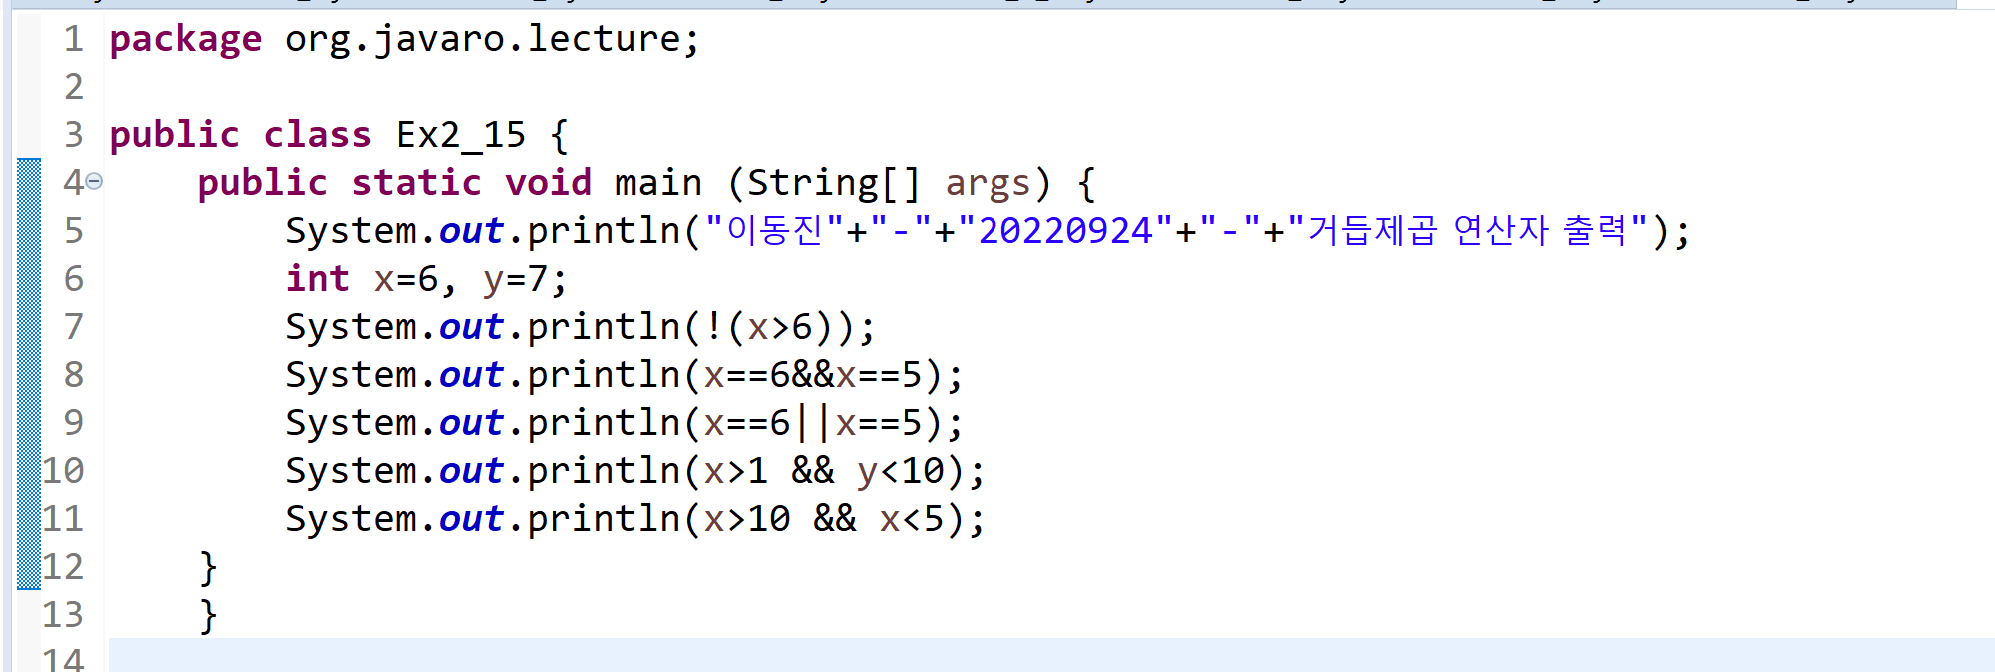 1 package org.javaro.lecture;
2
3 public class Ex2_15 {
4     public static void main (String[] args) {
5         System.out.println("이동진"+"-"+"20220924"+"-"+"거듭제곱 연산자 출력");
6         int x=6, y=7;
7         System.out.println(!(x>6));
8         System.out.println(x==6&&x==5);
9         System.out.println(x==6||x==5);
10         System.out.println(x>1 && y<10);
11         System.out.println(x>10 && x<5);
12     }
13     }
14